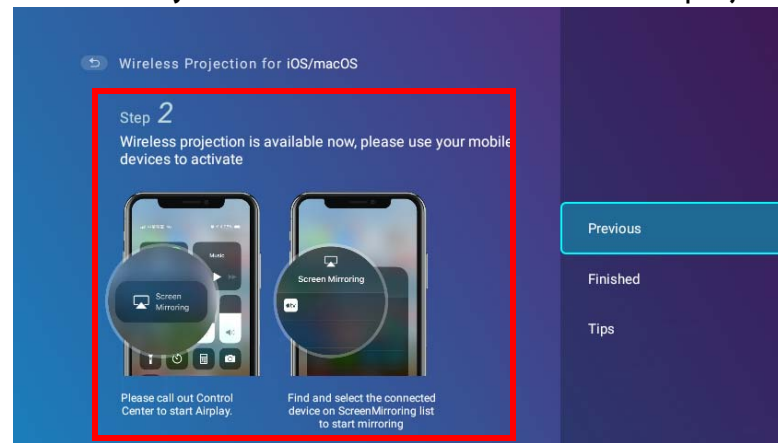 Wireless Projection for iOS/macOS
Step 2
Wireless projection is available now, please use your mobile
devices to activate
Music
Screen
Mirroring
Screen Mirroring
tv
Please call out Control
Center to start Airplay.
Find and select the connected
device on ScreenMirroring list
to start mirroring
Previous
Finished
Tips